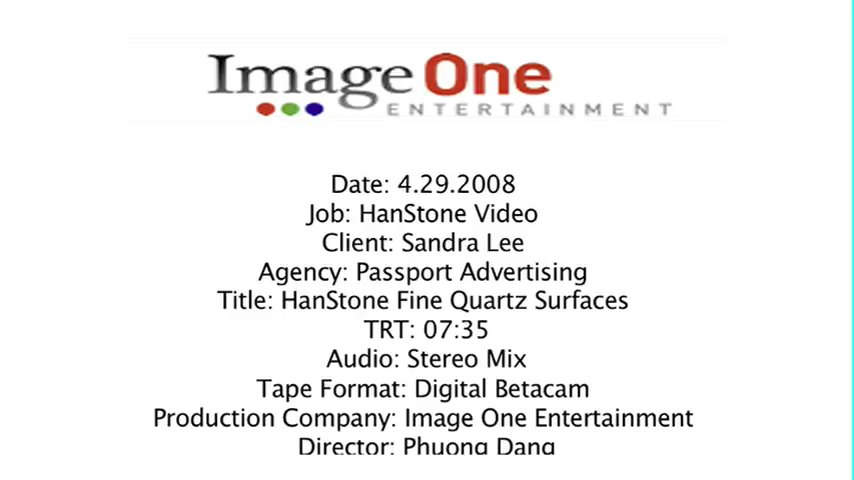 Image One
ENTERTAINMENT
Date: 4.29.2008
Job: HanStone Video
Client: Sandra Lee
Agency: Passport Advertising
Title: HanStone Fine Quartz Surfaces
TRT: 07:35
Audio: Stereo Mix
Tape Format: Digital Betacam
Production Company: Image One Entertainment
Director: Phuong Dang